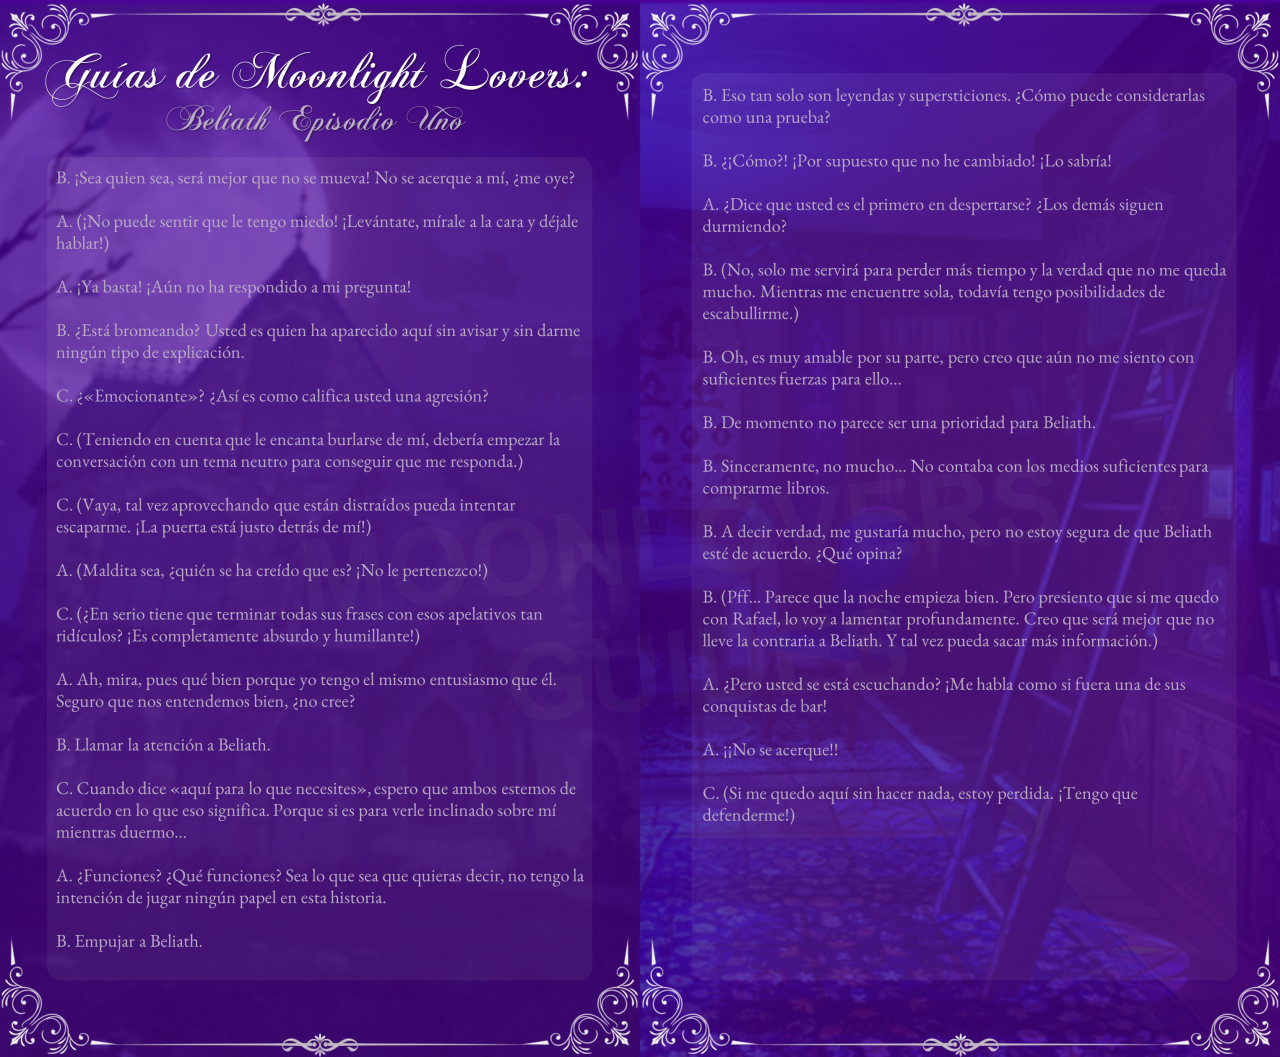 Guías de Moonlight Lovers:
Beliath Episodio Uno
B. ¡Sea quien sea, será mejor que no se mueva! No se acerque a mí, ¿me oye?
A. (¡No puede sentir que le tengo miedo! ¡Levántate, mírale a la cara y déjale
hablar!)
A. ¡Ya basta! ¡Aún no ha respondido a mi pregunta!
B. ¿Está bromeando? Usted es quien ha aparecido aquí sin avisar y sin darme
ningún tipo de explicación.
C. ¿«Emocionante»? ¿Así es como califica usted una agresión?
C. (Teniendo en cuenta que le encanta burlarse de mí, debería empezar la
conversación con un tema neutro para conseguir que me responda.)
C. (Vaya, tal vez aprovechando que están distraídos pueda intentar
escaparme. ¡La puerta está justo detrás de mí!)
A. (Maldita sea, ¿quién se ha creído que es? ¡No le pertenezco!)
C. (¿En serio tiene que terminar todas sus frases con esos apelativos tan
ridículos? ¡Es completamente absurdo y humillante!)
A. Ah, mira, pues qué bien porque yo tengo el mismo entusiasmo que él.
Seguro que nos entendemos bien, ¿no cree?
B. Llamar la atención a Beliath.
C. Cuando dice «aquí para lo que necesites», espero que ambos estemos de
acuerdo en lo que eso significa. Porque si es para verle inclinado sobre mí
mientras duermo...
A. ¿Funciones? ¿Qué funciones? Sea lo que sea que quieras decir, no tengo la
intención de jugar ningún papel en esta historia.
B. Empujar a Beliath.
B. Eso tan solo son leyendas y supersticiones. ¿Cómo puede considerarlas
como una prueba?
B. ¿¡Cómo?! ¡Por supuesto que no he cambiado! ¡Lo sabría!
A. ¿Dice que usted es el primero en despertarse? ¿Los demás siguen
durmiendo?
B. (No, solo me servirá para perder más tiempo y la verdad que no me queda
mucho. Mientras me encuentre sola, todavía tengo posibilidades de
escabullirme.)
B. Oh, es muy amable por su parte, pero creo que aún no me siento con
suficientes fuerzas para ello...
B. De momento no parece ser una prioridad para Beliath.
B. Sinceramente, no mucho... No contaba con los medios suficientes para
comprarme libros.
B. A decir verdad, me gustaría mucho, pero no estoy segura de que Beliath
esté de acuerdo. ¿Qué opina?
B. (Pff... Parece que la noche empieza bien. Pero presiento que si me quedo
con Rafael, lo voy a lamentar profundamente. Creo que será mejor que no
lleve la contraria a Beliath. Y tal vez pueda sacar más información.)
A. ¿Pero usted se está escuchando? ¡Me habla como si fuera una de sus
conquistas de bar!
A. ¡¡No se acerque!!
C. (Si me quedo aquí sin hacer nada, estoy perdida. ¡Tengo que
defenderme!)
MOONLOVERS
GUIDES